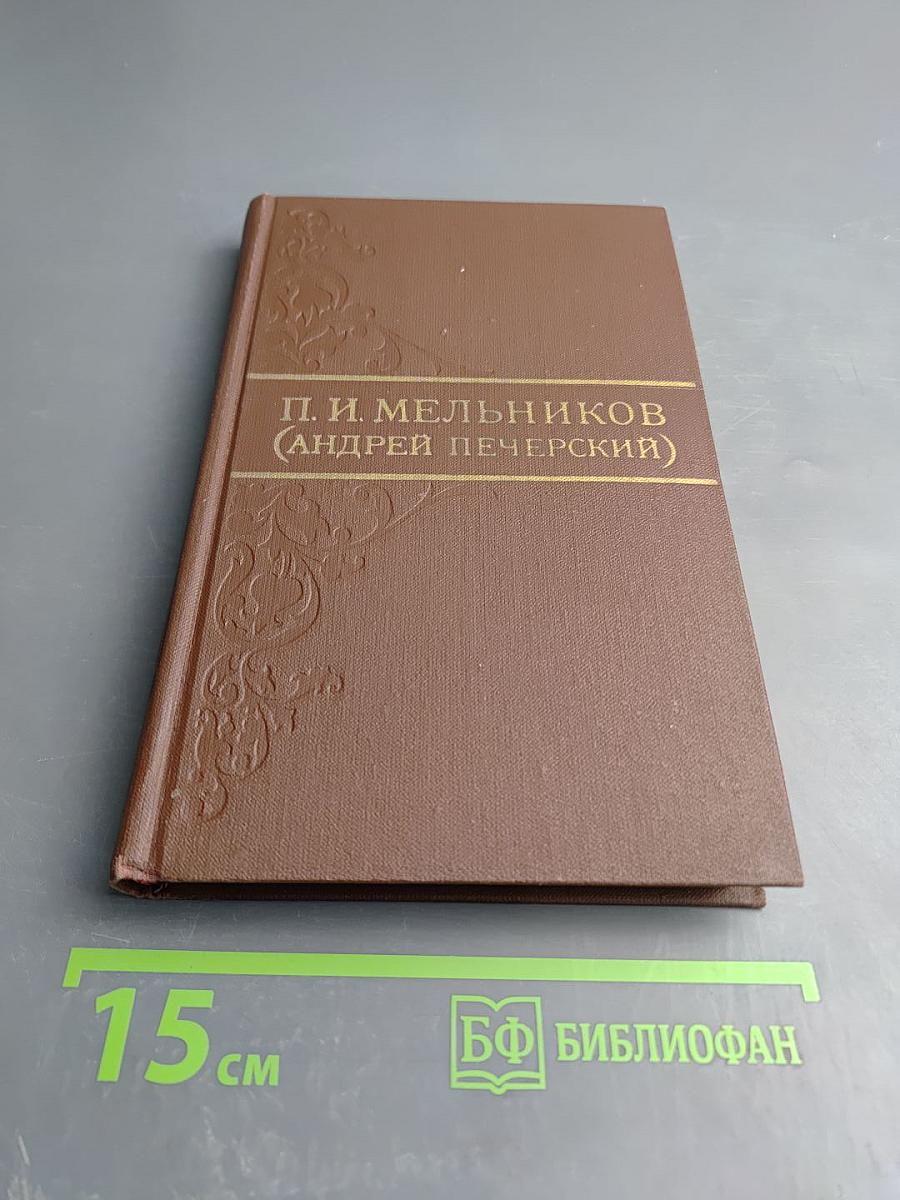 П. И. МЕЛЬНИКОВ
(АНДРЕЙ ПЕЧЕРСКИЙ)
15 см
БФ БИБЛИОФАН